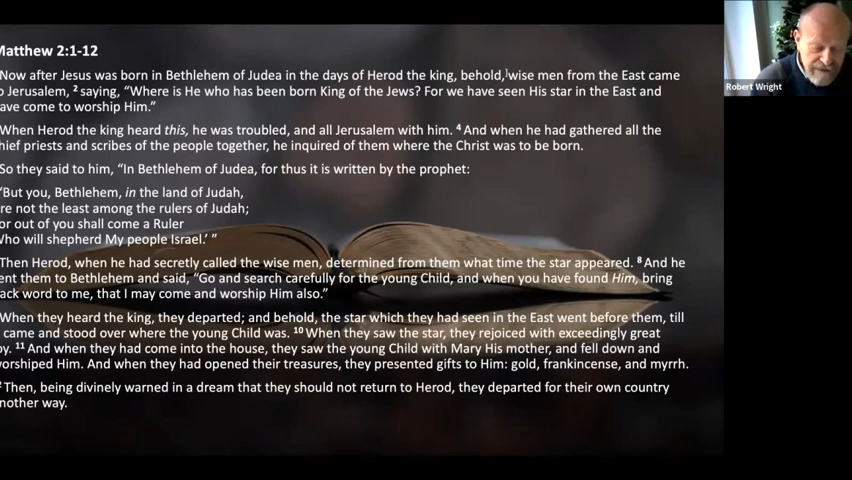 Matthew 2:1-12
Now after Jesus was born in Bethlehem of Judea in the days of Herod the king, behold, wise men from the East came
o Jerusalem, 2 saying, “Where is He who has been born King of the Jews? For we have seen His star in the East and
ave come to worship Him.”
When Herod the king heard this, he was troubled, and all Jerusalem with him. 4 And when he had gathered all the
hief priests and scribes of the people together, he inquired of them where the Christ was to be born.
So they said to him, “In Bethlehem of Judea, for thus it is written by the prophet:
‘But you, Bethlehem, in the land of Judah,
re not the least among the rulers of Judah;
or out of you shall come a Ruler
Who will shepherd My people Israel.’ ”
Then Herod, when he had secretly called the wise men, determined from them what time the star appeared. 8 And he
ent them to Bethlehem and said, “Go and search carefully for the young Child, and when you have found Him, bring
ack word to me, that I may come and worship Him also.”
When they heard the king, they departed; and behold, the star which they had seen in the East went before them, till
came and stood over where the young Child was. 10 When they saw the star, they rejoiced with exceedingly great
oy. 11 And when they had come into the house, they saw the young Child with Mary His mother, and fell down and
worshiped Him. And when they had opened their treasures, they presented gifts to Him: gold, frankincense, and myrrh.
2 Then, being divinely warned in a dream that they should not return to Herod, they departed for their own country
nother way.
Robert Wright